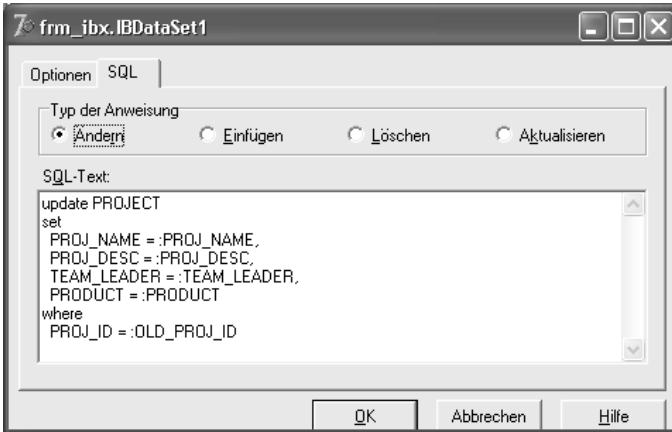 frm_ibx.IBDataSet1
Optionen SQL
Typ der Anweisung
Ändern Einfügen Löschen Aktualisieren
SQL-Text:
update PROJECT
set
PROJ_NAME = :PROJ_NAME,
PROJ_DESC = :PROJ_DESC,
TEAM_LEADER = :TEAM_LEADER,
PRODUCT = :PRODUCT
where
PROJ_ID = :OLD_PROJ_ID
OK Abbrechen Hilfe